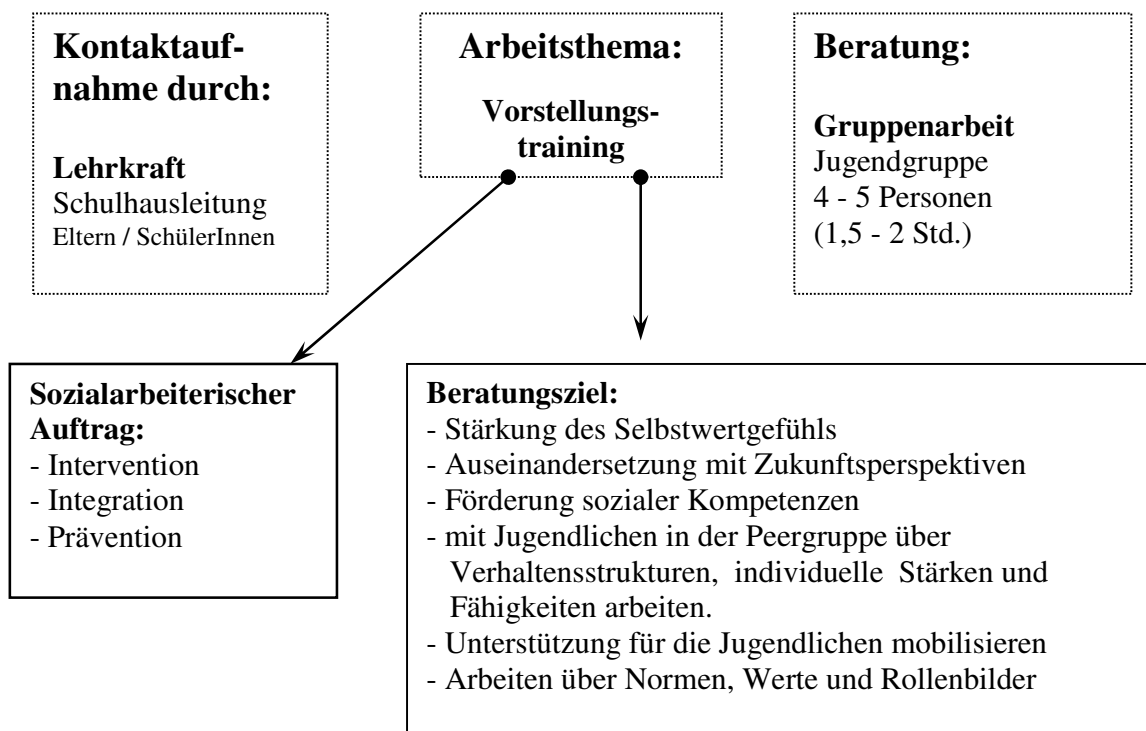 Kontaktauf-
nahme durch:
Lehrkraft
Schulhausleitung
Eltern / SchülerInnen
Arbeitsthema:
Vorstellungs-
training
Beratung:
Gruppenarbeit
Jugendgruppe
4 - 5 Personen
(1,5 - 2 Std.)
Sozialarbeiterischer
Auftrag:
- Intervention
- Integration
- Prävention
Beratungsziel:
- Stärkung des Selbstwertgefühls
- Auseinandersetzung mit Zukunftsperspektiven
- Förderung sozialer Kompetenzen
- mit Jugendlichen in der Peergruppe über
Verhaltensstrukturen, individuelle Stärken und
Fähigkeiten arbeiten.
- Unterstützung für die Jugendlichen mobilisieren
- Arbeiten über Normen, Werte und Rollenbilder